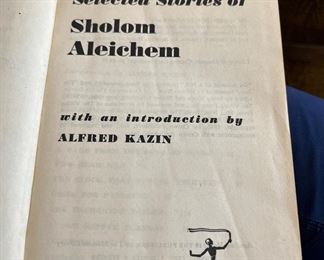 Selected Stories of
Sholom
Aleichem
with an introduction by
ALFRED KAZIN